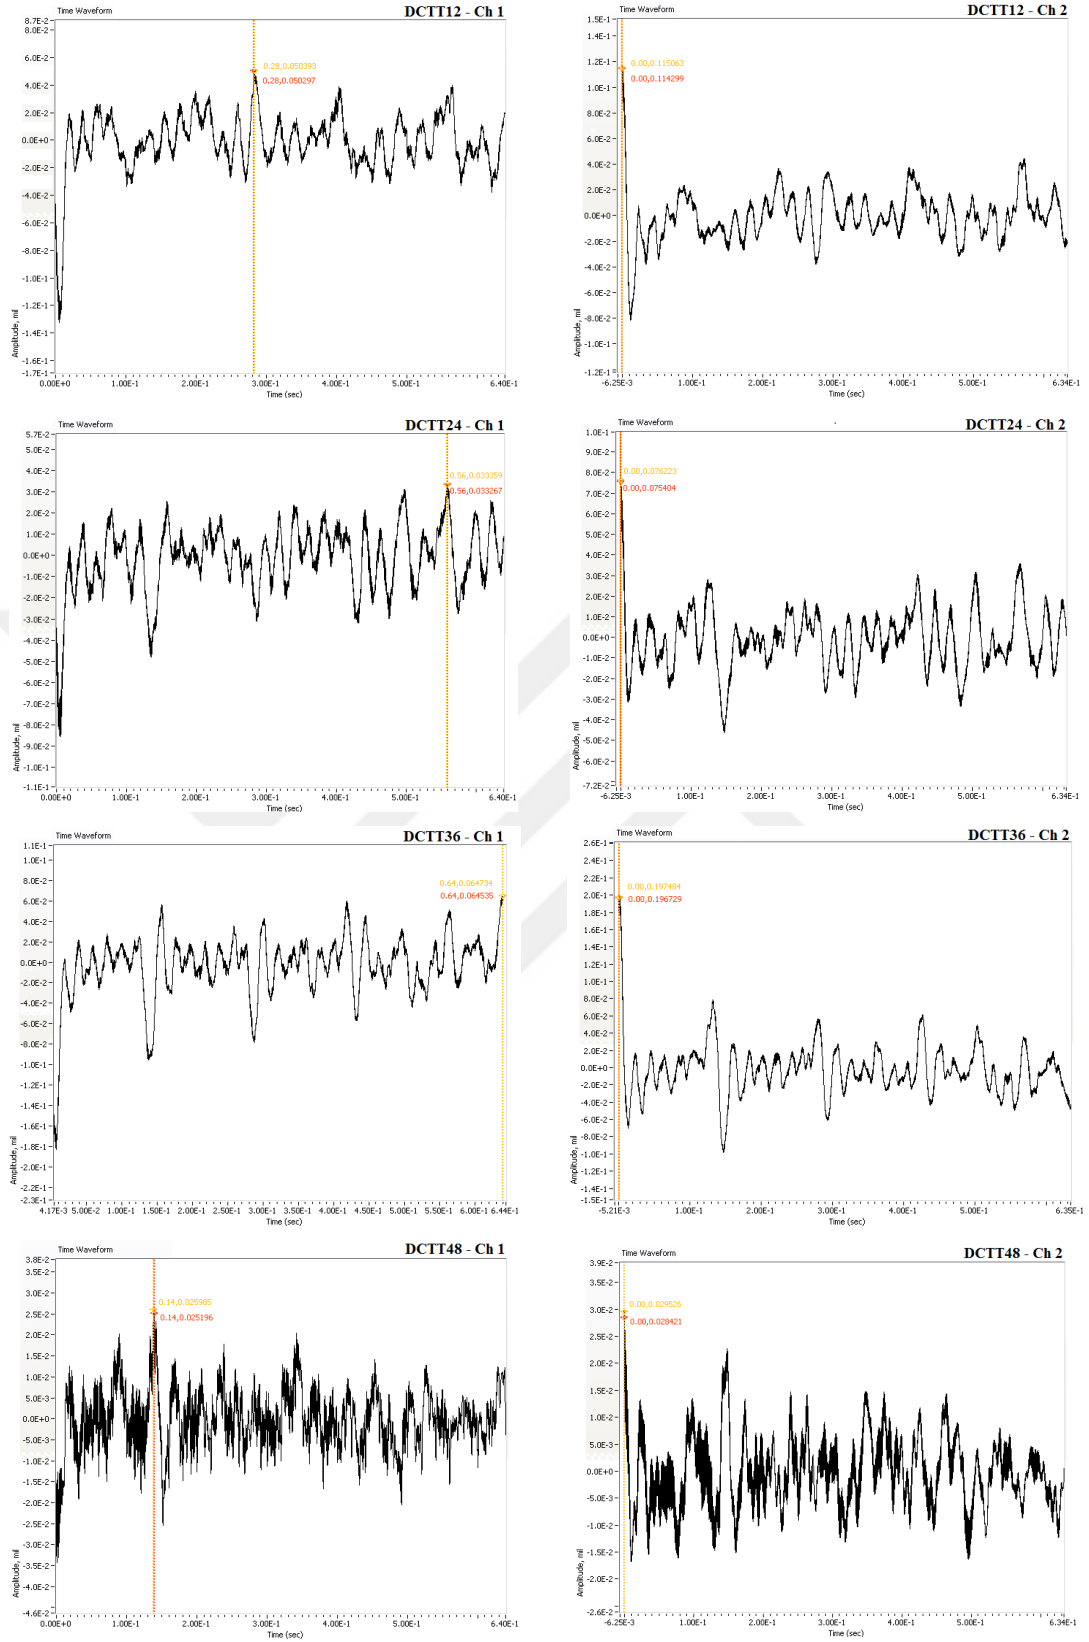 Time Waveform
DCTT12 - Ch 1
8.7E-2
8.0E-2
6.0E-2
4.0E-2
2.0E-2
0.0E+0
-2.0E-2
-4.0E-2
-6.0E-2
-8.0E-2
-1.0E-1
-1.2E-1
-1.4E-1
-1.6E-1
-1.7E-1
Amplitude, mil
0.28,0.050393
0.28,0.050297
0.00E+0 1.00E-1 2.00E-1 3.00E-1 4.00E-1 5.00E-1 6.40E-1
Time (sec)
Time Waveform
DCTT12 - Ch 2
1.5E-1
1.4E-1
1.2E-1
1.0E-1
8.0E-2
6.0E-2
4.0E-2
2.0E-2
0.0E+0
-2.0E-2
-4.0E-2
-6.0E-2
-8.0E-2
-1.0E-1
-1.2E-1
Amplitude, mil
0.00,0.115063
0.00,0.114299
-6.25E-3 1.00E-1 2.00E-1 3.00E-1 4.00E-1 5.00E-1 6.34E-1
Time (sec)
Time Waveform
DCTT24 - Ch 1
5.7E-2
5.0E-2
4.0E-2
3.0E-2
2.0E-2
1.0E-2
0.0E+0
-1.0E-2
-2.0E-2
-3.0E-2
-4.0E-2
-5.0E-2
-6.0E-2
-7.0E-2
-8.0E-2
-9.0E-2
-1.0E-1
-1.1E-1
Amplitude, mil
0.56,0.033359
0.56,0.033267
0.00E+0 1.00E-1 2.00E-1 3.00E-1 4.00E-1 5.00E-1 6.40E-1
Time (sec)
Time Waveform
DCTT24 - Ch 2
1.0E-1
9.0E-2
8.0E-2
7.0E-2
6.0E-2
5.0E-2
4.0E-2
3.0E-2
2.0E-2
1.0E-2
0.0E+0
-1.0E-2
-2.0E-2
-3.0E-2
-4.0E-2
-5.0E-2
-6.0E-2
-7.2E-2
Amplitude, mil
0.00,0.076223
0.00,0.075404
-6.25E-3 1.00E-1 2.00E-1 3.00E-1 4.00E-1 5.00E-1 6.34E-1
Time (sec)
Time Waveform
DCTT36 - Ch 1
1.1E-1
1.0E-1
8.0E-2
6.0E-2
4.0E-2
2.0E-2
0.0E+0
-2.0E-2
-4.0E-2
-6.0E-2
-8.0E-2
-1.0E-1
-1.2E-1
-1.4E-1
-1.6E-1
-1.8E-1
-2.0E-1
-2.2E-1
-2.3E-1
Amplitude, mil
0.64,0.064734
0.64,0.064535
4.17E-3 5.00E-2 1.00E-1 1.50E-1 2.00E-1 2.50E-1 3.00E-1 3.50E-1 4.00E-1 4.50E-1 5.00E-1 5.50E-1 6.44E-1
Time (sec)
Time Waveform
DCTT36 - Ch 2
2.6E-1
2.4E-1
2.2E-1
2.0E-1
1.8E-1
1.6E-1
1.4E-1
1.2E-1
1.0E-1
8.0E-2
6.0E-2
4.0E-2
2.0E-2
0.0E+0
-2.0E-2
-4.0E-2
-6.0E-2
-8.0E-2
-1.0E-1
-1.2E-1
-1.5E-1
Amplitude, mil
0.00,0.197484
0.00,0.196729
-5.21E-3 1.00E-1 2.00E-1 3.00E-1 4.00E-1 5.00E-1 6.35E-1
Time (sec)
Time Waveform
DCTT48 - Ch 1
3.8E-2
3.5E-2
3.0E-2
2.5E-2
2.0E-2
1.5E-2
1.0E-2
5.0E-3
0.0E+0
-5.0E-3
-1.0E-2
-1.5E-2
-2.0E-2
-2.5E-2
-3.0E-2
-3.5E-2
-4.0E-2
-4.6E-2
Amplitude, mil
0.14,0.025985
0.14,0.025196
0.00E+0 1.00E-1 2.00E-1 3.00E-1 4.00E-1 5.00E-1 6.40E-1
Time (sec)
Time Waveform
DCTT48 - Ch 2
3.9E-2
3.5E-2
3.0E-2
2.5E-2
2.0E-2
1.5E-2
1.0E-2
5.0E-3
0.0E+0
-5.0E-3
-1.0E-2
-1.5E-2
-2.0E-2
-2.6E-2
Amplitude, mil
0.00,0.029526
0.00,0.028421
-6.25E-3 1.00E-1 2.00E-1 3.00E-1 4.00E-1 5.00E-1 6.34E-1
Time (sec)